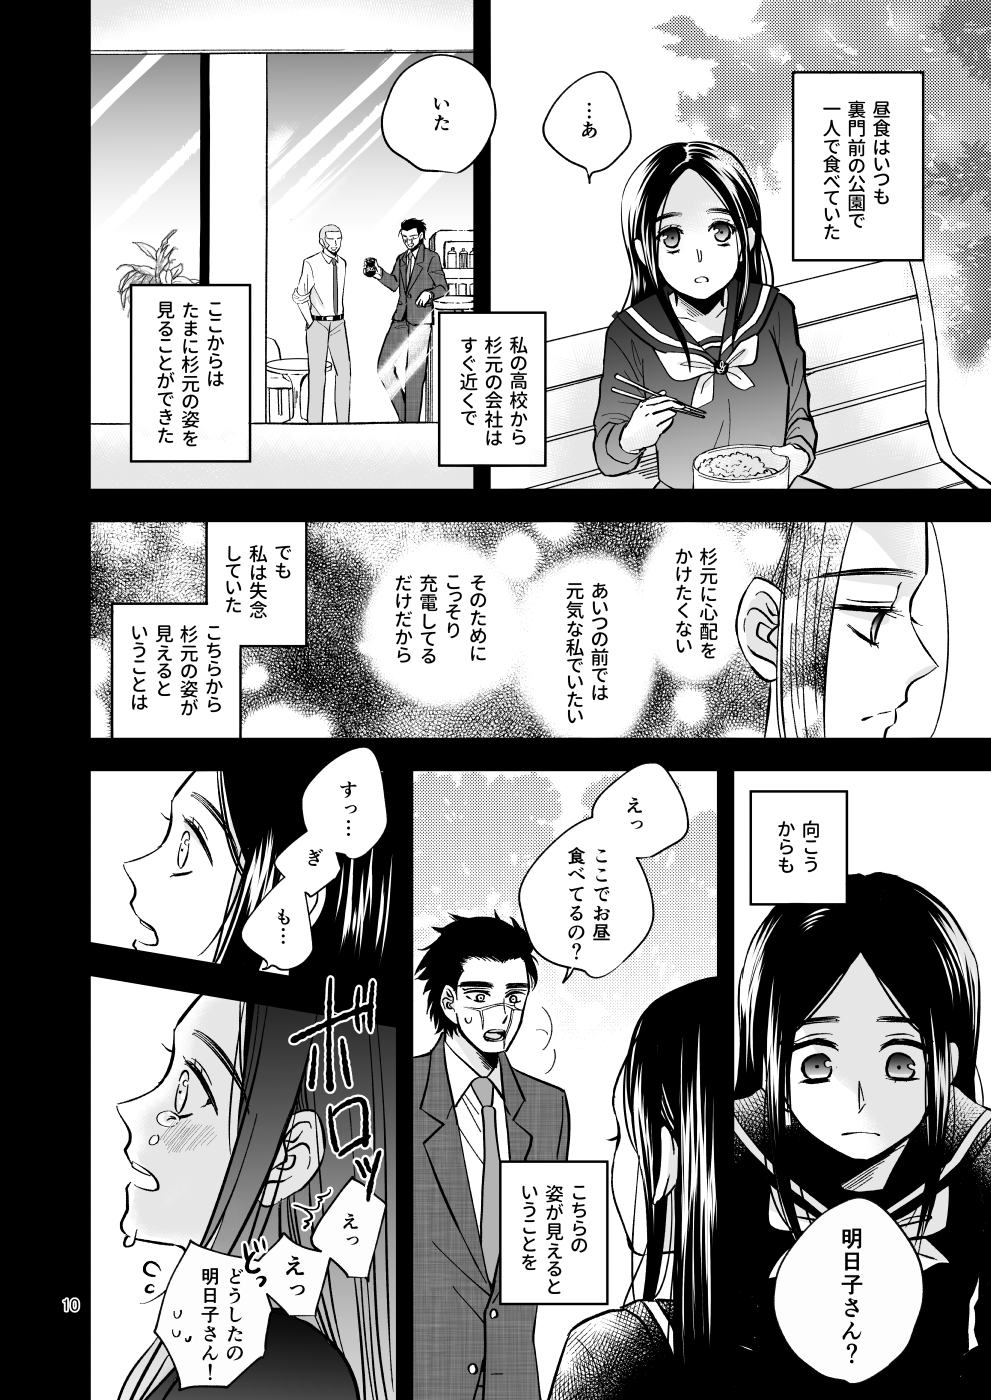 昼食はいつも
裏門前の公園で
一人で食べていた
…あ
私の高校から
杉元の会社は
すぐ近くで
いた
ここからは
たまに杉元の姿を
見ることができた
杉元に心配を
かけたくない
あいつの前では
元気な私でいたい
そのために
こっそり
充電してる
だけだから
でも
私は失念
していた
こちらから
杉元の姿が
見えると
いうことは
向こう
からも
明日子さん?
えっ
ここでお昼
食べてるの?
こちらの
姿が見えると
いうことを
すっ…
ぎ
も…
ボロッ
えっ
えっ
どっ
どうしたの
明日子さん!
10